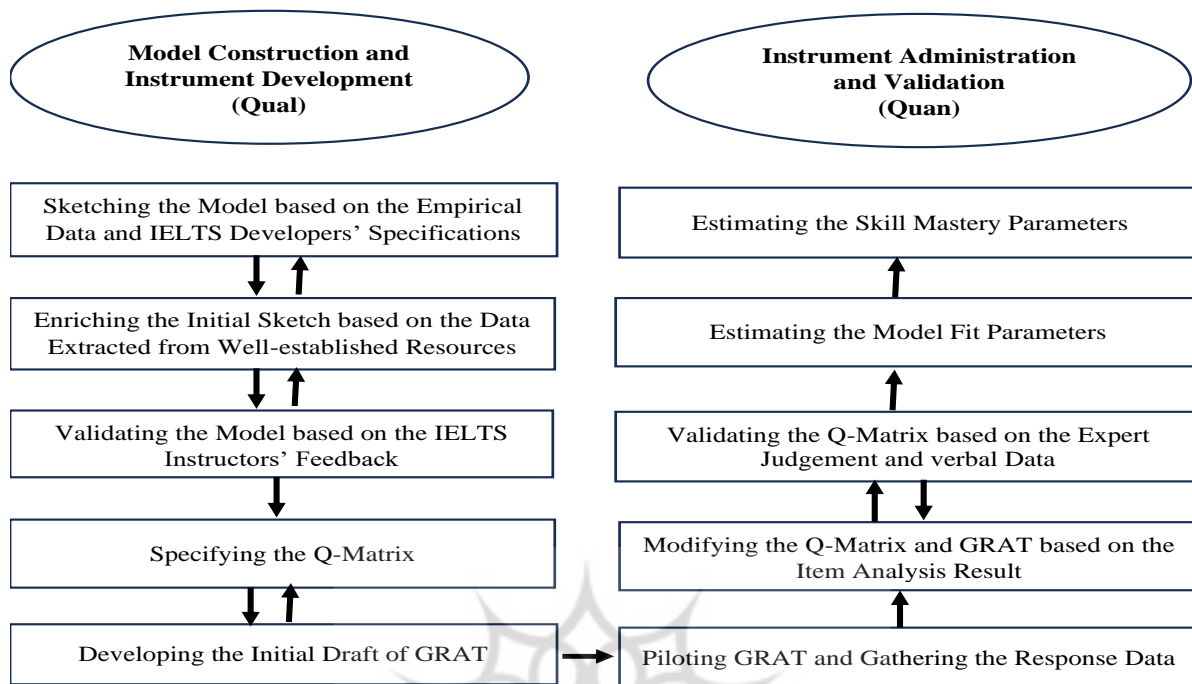 Model Construction and
Instrument Development
(Qual)
Sketching the Model based on the Empirical
Data and IELTS Developers’ Specifications
Enriching the Initial Sketch based on the Data
Extracted from Well-established Resources
Validating the Model based on the IELTS
Instructors’ Feedback
Specifying the Q-Matrix
Developing the Initial Draft of GRAT
Instrument Administration
and Validation
(Quan)
Estimating the Skill Mastery Parameters
Estimating the Model Fit Parameters
Validating the Q-Matrix based on the Expert
Judgement and verbal Data
Modifying the Q-Matrix and GRAT based on the
Item Analysis Result
Piloting GRAT and Gathering the Response Data